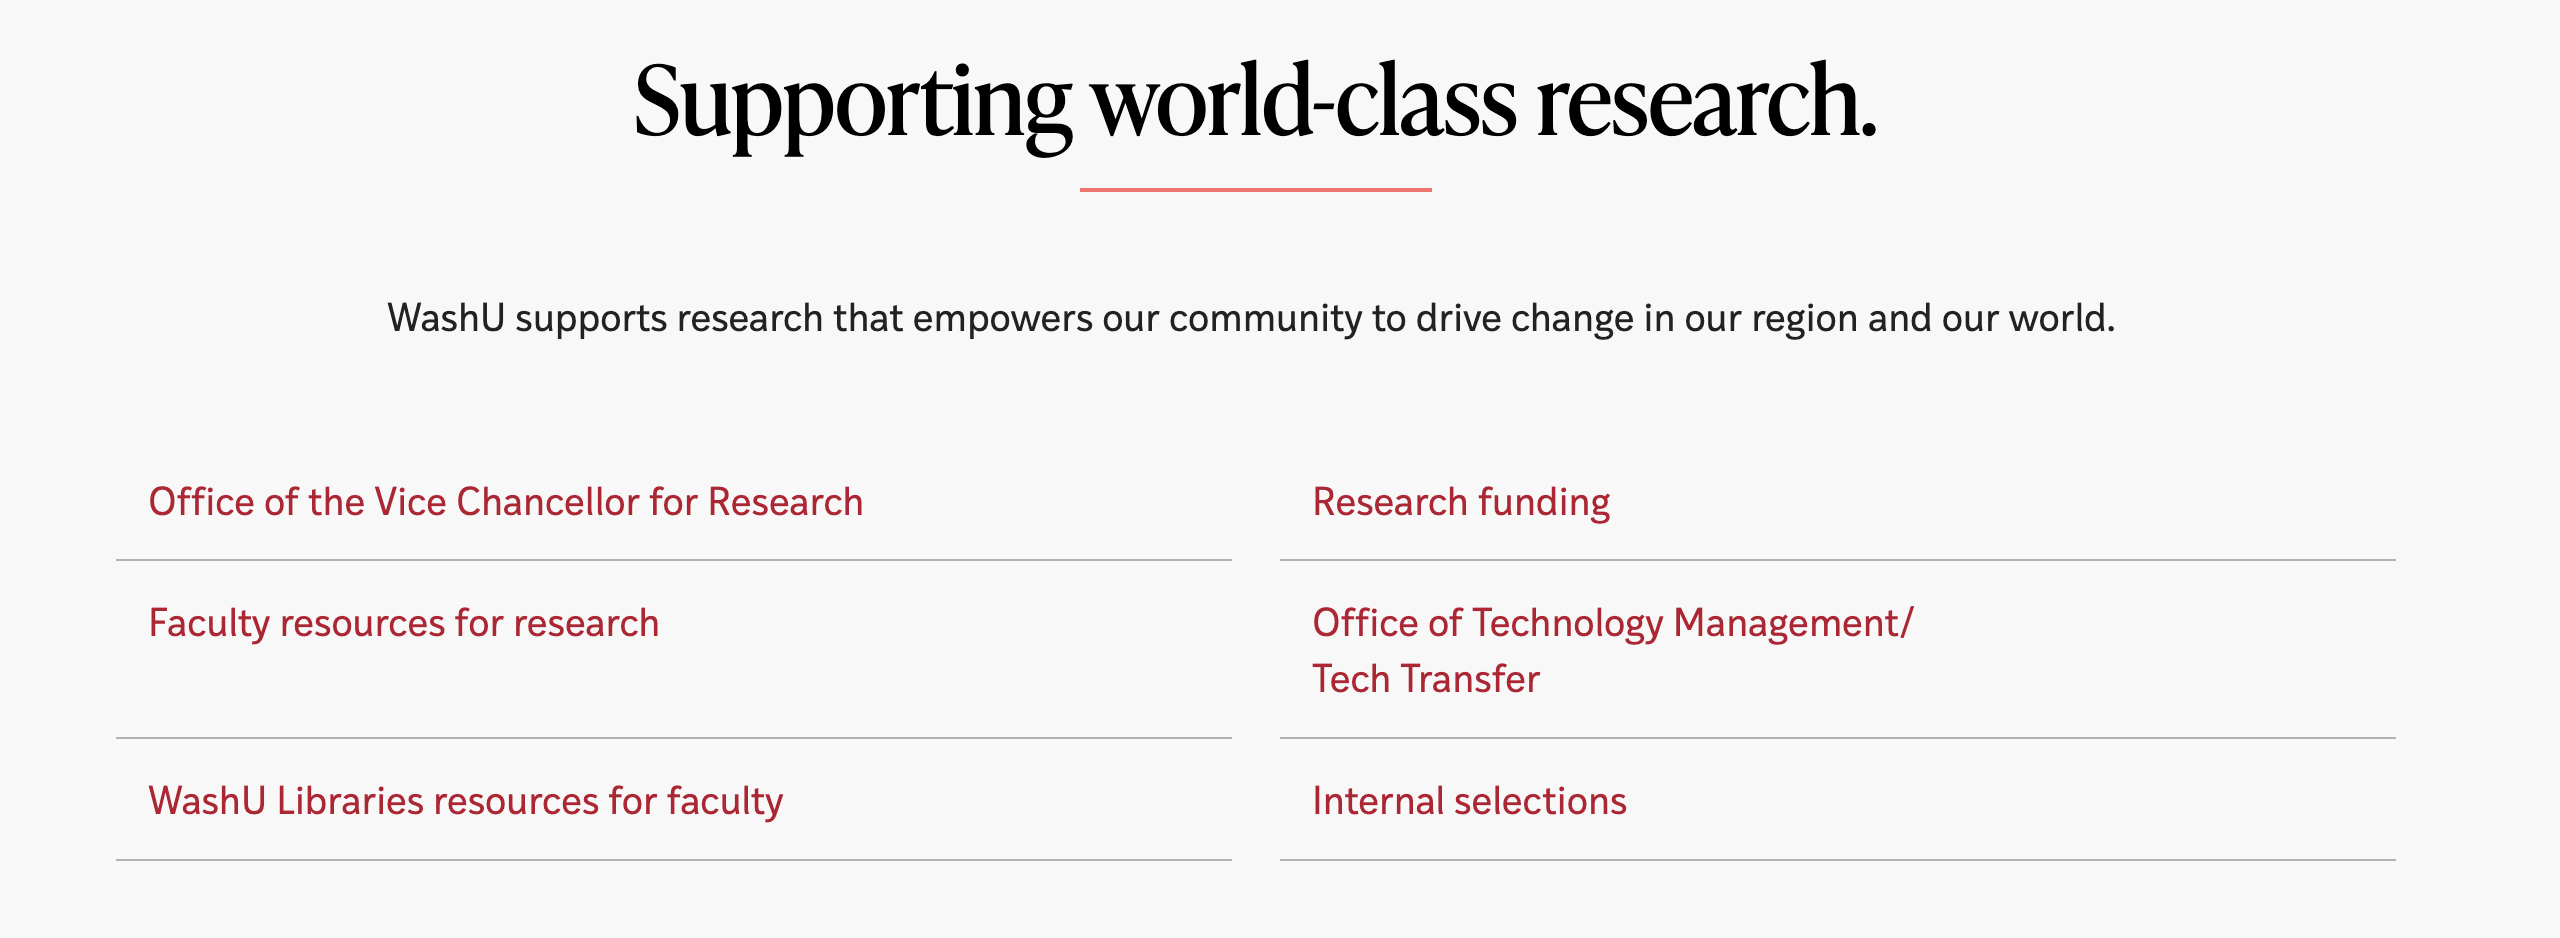 Supporting world-class research.
WashU supports research that empowers our community to drive change in our region and our world.
Office of the Vice Chancellor for Research
Research funding
Faculty resources for research
Office of Technology Management/
Tech Transfer
WashU Libraries resources for faculty
Internal selections